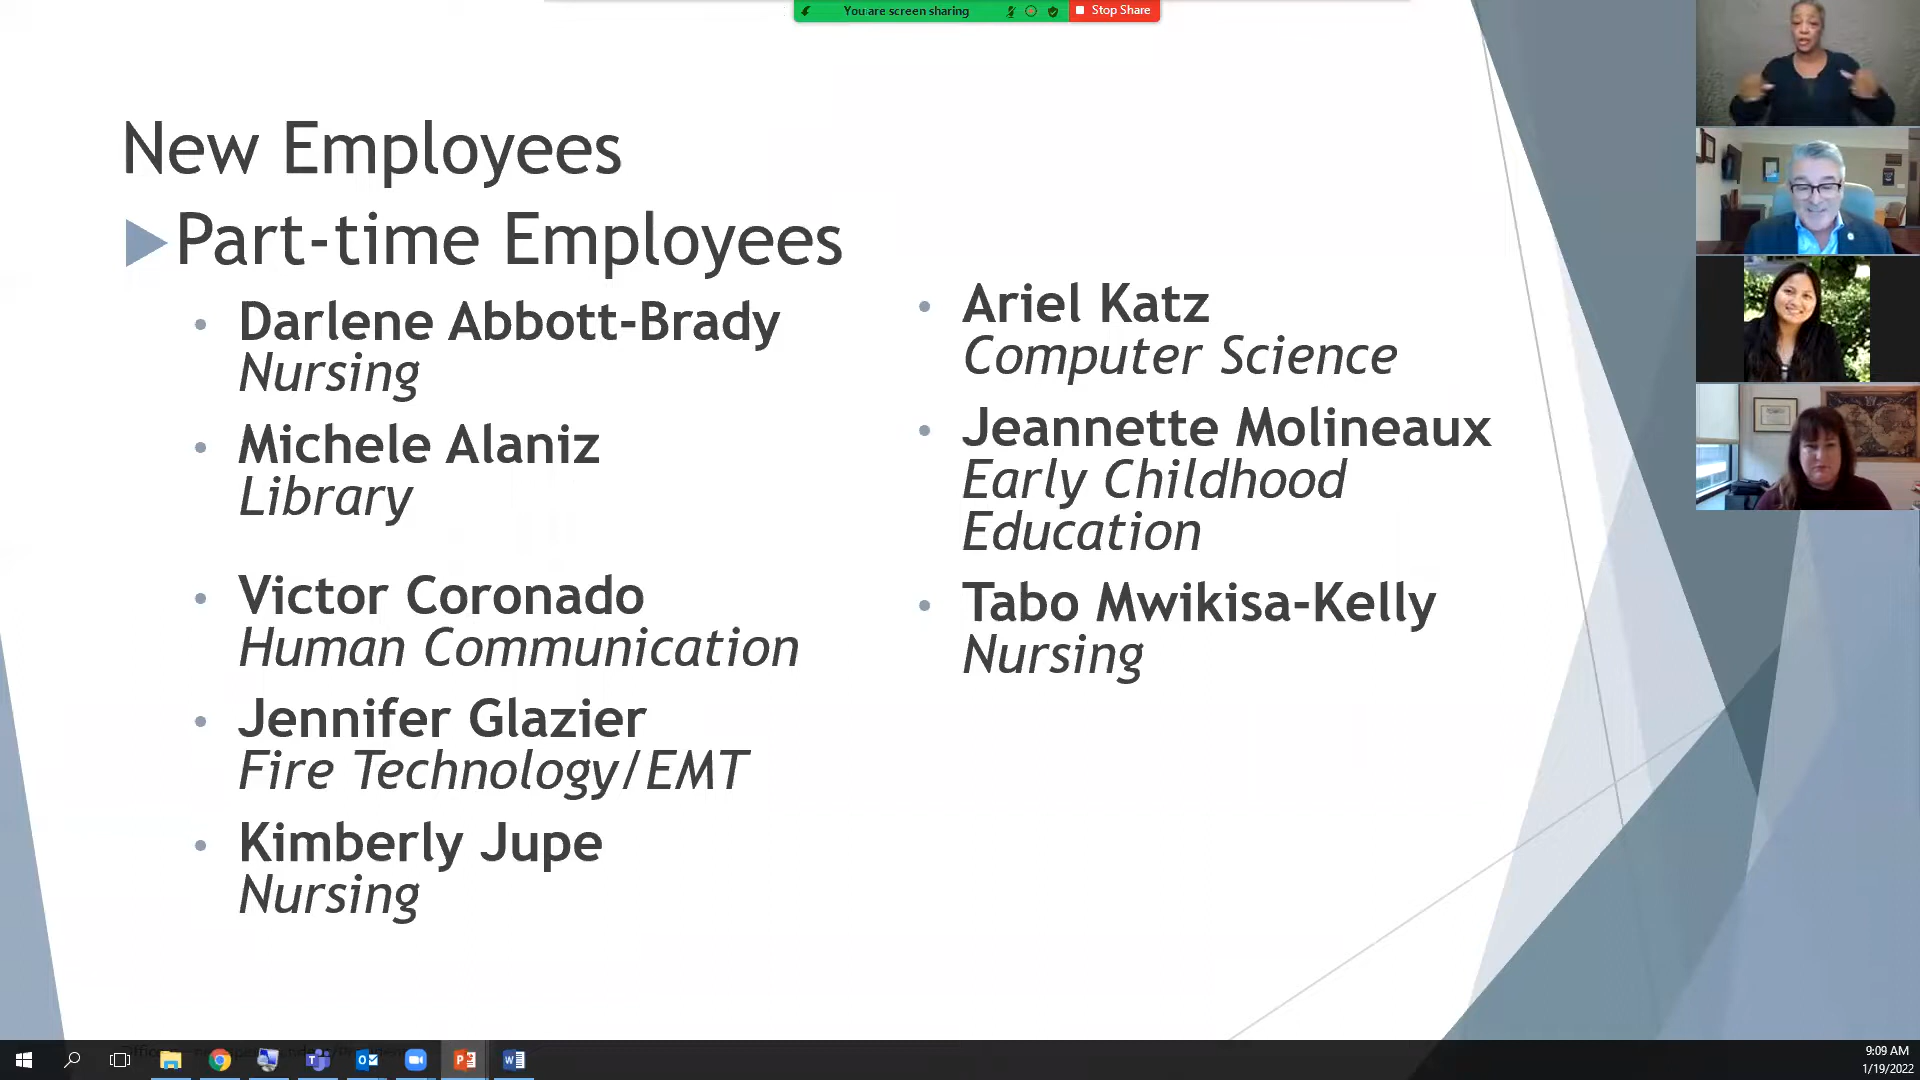 You are screen sharing
Stop Share
New Employees
Part-time Employees
• Darlene Abbott-Brady
Nursing
• Michele Alaniz
Library
• Victor Coronado
Human Communication
• Jennifer Glazier
Fire Technology/EMT
• Kimberly Jupe
Nursing
• Ariel Katz
Computer Science
• Jeannette Molineaux
Early Childhood
Education
• Tabo Mwikisa-Kelly
Nursing
9:09 AM
1/19/2022